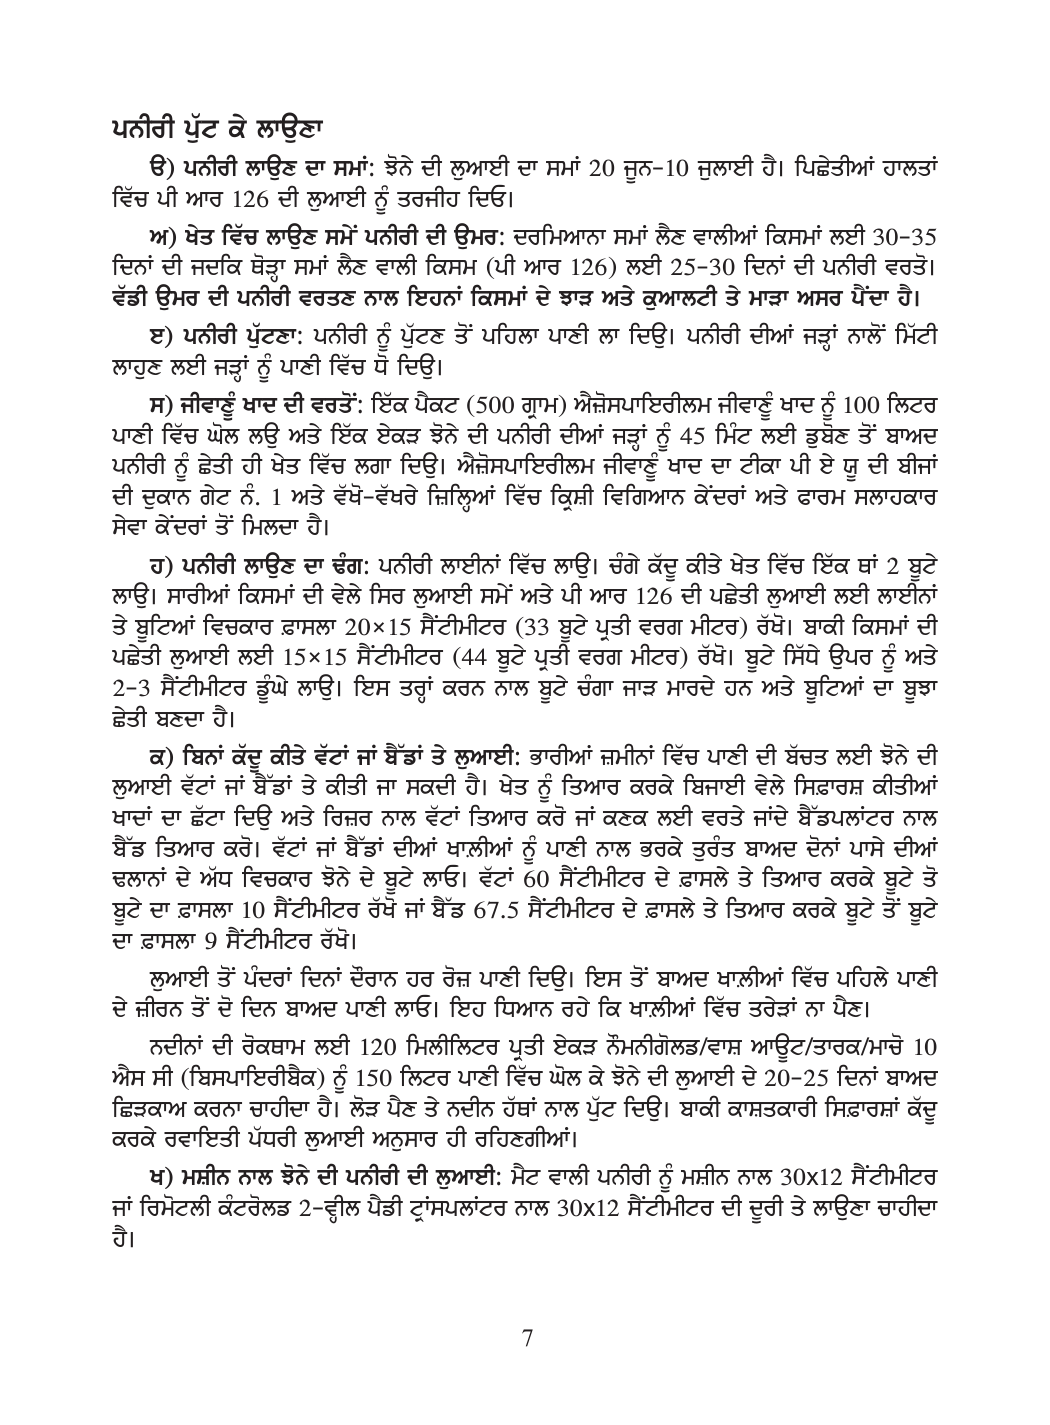 ਪਨੀਰੀ ਪੁੱਟ ਕੇ ਲਾਉਣਾ
ੳ) ਪਨੀਰੀ ਲਾਉਣ ਦਾ ਸਮਾਂ: ਝੋਨੇ ਦੀ ਲੁਆਈ ਦਾ ਸਮਾਂ 20 ਜੂਨ-10 ਜੁਲਾਈ ਹੈ। ਪਿਛੇਤੀਆਂ ਹਾਲਤਾਂ
ਵਿੱਚ ਪੀ ਆਰ 126 ਦੀ ਲੁਆਈ ਨੂੰ ਤਰਜੀਹ ਦਿਓ।
ਅ) ਖੇਤ ਵਿੱਚ ਲਾਉਣ ਸਮੇਂ ਪਨੀਰੀ ਦੀ ਉਮਰ: ਦਰਮਿਆਨਾ ਸਮਾਂ ਲੈਣ ਵਾਲੀਆਂ ਕਿਸਮਾਂ ਲਈ 30-35
ਦਿਨਾਂ ਦੀ ਜਦਕਿ ਥੋੜ੍ਹਾ ਸਮਾਂ ਲੈਣ ਵਾਲੀ ਕਿਸਮ (ਪੀ ਆਰ 126) ਲਈ 25-30 ਦਿਨਾਂ ਦੀ ਪਨੀਰੀ ਵਰਤੋ।
ਵੱਡੀ ਉਮਰ ਦੀ ਪਨੀਰੀ ਵਰਤਣ ਨਾਲ ਇਹਨਾਂ ਕਿਸਮਾਂ ਦੇ ਝਾੜ ਅਤੇ ਕੁਆਲਟੀ ਤੇ ਮਾੜਾ ਅਸਰ ਪੈਂਦਾ ਹੈ।
ੲ) ਪਨੀਰੀ ਪੁੱਟਣਾ: ਪਨੀਰੀ ਨੂੰ ਪੁੱਟਣ ਤੋਂ ਪਹਿਲਾ ਪਾਣੀ ਲਾ ਦਿਉ। ਪਨੀਰੀ ਦੀਆਂ ਜੜ੍ਹਾਂ ਨਾਲੋਂ ਮਿੱਟੀ
ਲਾਹੁਣ ਲਈ ਜੜ੍ਹਾਂ ਨੂੰ ਪਾਣੀ ਵਿੱਚ ਧੋ ਦਿਉ।
ਸ) ਜੀਵਾਣੂੰ ਖਾਦ ਦੀ ਵਰਤੋਂ: ਇੱਕ ਪੈਕਟ (500 ਗ੍ਰਾਮ) ਐਜ਼ੋਸਪਾਇਰੀਲਮ ਜੀਵਾਣੂੰ ਖਾਦ ਨੂੰ 100 ਲਿਟਰ
ਪਾਣੀ ਵਿੱਚ ਘੋਲ ਲਉ ਅਤੇ ਇੱਕ ਏਕੜ ਝੋਨੇ ਦੀ ਪਨੀਰੀ ਦੀਆਂ ਜੜ੍ਹਾਂ ਨੂੰ 45 ਮਿੰਟ ਲਈ ਡੁਬੋਣ ਤੋਂ ਬਾਅਦ
ਪਨੀਰੀ ਨੂੰ ਛੇਤੀ ਹੀ ਖੇਤ ਵਿੱਚ ਲਗਾ ਦਿਉ। ਐਜ਼ੋਸਪਾਇਰੀਲਮ ਜੀਵਾਣੂੰ ਖਾਦ ਦਾ ਟੀਕਾ ਪੀ ਏ ਯੂ ਦੀ ਬੀਜਾਂ
ਦੀ ਦੁਕਾਨ ਗੇਟ ਨੰ. 1 ਅਤੇ ਵੱਖੋ-ਵੱਖਰੇ ਜ਼ਿਲ੍ਹਿਆਂ ਵਿੱਚ ਕ੍ਰਿਸ਼ੀ ਵਿਗਿਆਨ ਕੇਂਦਰਾਂ ਅਤੇ ਫਾਰਮ ਸਲਾਹਕਾਰ
ਸੇਵਾ ਕੇਂਦਰਾਂ ਤੋਂ ਮਿਲਦਾ ਹੈ।
ਹ) ਪਨੀਰੀ ਲਾਉਣ ਦਾ ਢੰਗ: ਪਨੀਰੀ ਲਾਈਨਾਂ ਵਿੱਚ ਲਾਉ। ਚੰਗੇ ਕੱਦੂ ਕੀਤੇ ਖੇਤ ਵਿੱਚ ਇੱਕ ਥਾਂ 2 ਬੂਟੇ
ਲਾਉ। ਸਾਰੀਆਂ ਕਿਸਮਾਂ ਦੀ ਵੇਲੇ ਸਿਰ ਲੁਆਈ ਸਮੇਂ ਅਤੇ ਪੀ ਆਰ 126 ਦੀ ਪਛੇਤੀ ਲੁਆਈ ਲਈ ਲਾਈਨਾਂ
ਤੇ ਬੂਟਿਆਂ ਵਿਚਕਾਰ ਫ਼ਾਸਲਾ 20×15 ਸੈਂਟੀਮੀਟਰ (33 ਬੂਟੇ ਪ੍ਰਤੀ ਵਰਗ ਮੀਟਰ) ਰੱਖੋ। ਬਾਕੀ ਕਿਸਮਾਂ ਦੀ
ਪਛੇਤੀ ਲੁਆਈ ਲਈ 15×15 ਸੈਂਟੀਮੀਟਰ (44 ਬੂਟੇ ਪ੍ਰਤੀ ਵਰਗ ਮੀਟਰ) ਰੱਖੋ। ਬੂਟੇ ਸਿੱਧੇ ਉਪਰ ਨੂੰ ਅਤੇ
2-3 ਸੈਂਟੀਮੀਟਰ ਡੂੰਘੇ ਲਾਉ। ਇਸ ਤਰ੍ਹਾਂ ਕਰਨ ਨਾਲ ਬੂਟੇ ਚੰਗਾ ਜਾੜ ਮਾਰਦੇ ਹਨ ਅਤੇ ਬੂਟਿਆਂ ਦਾ ਬੂਝਾ
ਛੇਤੀ ਬਣਦਾ ਹੈ।
ਕ) ਬਿਨਾਂ ਕੱਦੂ ਕੀਤੇ ਵੱਟਾਂ ਜਾਂ ਬੈੱਡਾਂ ਤੇ ਲੁਆਈ: ਭਾਰੀਆਂ ਜ਼ਮੀਨਾਂ ਵਿੱਚ ਪਾਣੀ ਦੀ ਬੱਚਤ ਲਈ ਝੋਨੇ ਦੀ
ਲੁਆਈ ਵੱਟਾਂ ਜਾਂ ਬੈੱਡਾਂ ਤੇ ਕੀਤੀ ਜਾ ਸਕਦੀ ਹੈ। ਖੇਤ ਨੂੰ ਤਿਆਰ ਕਰਕੇ ਬਿਜਾਈ ਵੇਲੇ ਸਿਫ਼ਾਰਸ਼ ਕੀਤੀਆਂ
ਖਾਦਾਂ ਦਾ ਛੱਟਾ ਦਿਉ ਅਤੇ ਰਿਜ਼ਰ ਨਾਲ ਵੱਟਾਂ ਤਿਆਰ ਕਰੋ ਜਾਂ ਕਣਕ ਲਈ ਵਰਤੇ ਜਾਂਦੇ ਬੈੱਡਪਲਾਂਟਰ ਨਾਲ
ਬੈੱਡ ਤਿਆਰ ਕਰੋ। ਵੱਟਾਂ ਜਾਂ ਬੈੱਡਾਂ ਦੀਆਂ ਖਾਲ਼ੀਆਂ ਨੂੰ ਪਾਣੀ ਨਾਲ ਭਰਕੇ ਤੁਰੰਤ ਬਾਅਦ ਦੋਨਾਂ ਪਾਸੇ ਦੀਆਂ
ਢਲਾਨਾਂ ਦੇ ਅੱਧ ਵਿਚਕਾਰ ਝੋਨੇ ਦੇ ਬੂਟੇ ਲਾਓ। ਵੱਟਾਂ 60 ਸੈਂਟੀਮੀਟਰ ਦੇ ਫ਼ਾਸਲੇ ਤੇ ਤਿਆਰ ਕਰਕੇ ਬੂਟੇ ਤੋ
ਬੂਟੇ ਦਾ ਫ਼ਾਸਲਾ 10 ਸੈਂਟੀਮੀਟਰ ਰੱਖੋ ਜਾਂ ਬੈੱਡ 67.5 ਸੈਂਟੀਮੀਟਰ ਦੇ ਫ਼ਾਸਲੇ ਤੇ ਤਿਆਰ ਕਰਕੇ ਬੂਟੇ ਤੋਂ ਬੂਟੇ
ਦਾ ਫ਼ਾਸਲਾ 9 ਸੈਂਟੀਮੀਟਰ ਰੱਖੋ।
ਲੁਆਈ ਤੋਂ ਪੰਦਰਾਂ ਦਿਨਾਂ ਦੌਰਾਨ ਹਰ ਰੋਜ਼ ਪਾਣੀ ਦਿਉ। ਇਸ ਤੋਂ ਬਾਅਦ ਖਾਲ਼ੀਆਂ ਵਿੱਚ ਪਹਿਲੇ ਪਾਣੀ
ਦੇ ਜ਼ੀਰਨ ਤੋਂ ਦੋ ਦਿਨ ਬਾਅਦ ਪਾਣੀ ਲਾਓ। ਇਹ ਧਿਆਨ ਰਹੇ ਕਿ ਖਾਲ਼ੀਆਂ ਵਿੱਚ ਤਰੇੜਾਂ ਨਾ ਪੈਣ।
ਨਦੀਨਾਂ ਦੀ ਰੋਕਥਾਮ ਲਈ 120 ਮਿਲੀਲਿਟਰ ਪ੍ਰਤੀ ਏਕੜ ਨੌਮਨੀਗੋਲਡ/ਵਾਸ਼ ਆਊਟ/ਤਾਰਕ/ਮਾਚੋ 10
ਐਸ ਸੀ (ਬਿਸਪਾਇਰੀਬੈਕ) ਨੂੰ 150 ਲਿਟਰ ਪਾਣੀ ਵਿੱਚ ਘੋਲ ਕੇ ਝੋਨੇ ਦੀ ਲੁਆਈ ਦੇ 20-25 ਦਿਨਾਂ ਬਾਅਦ
ਛਿੜਕਾਅ ਕਰਨਾ ਚਾਹੀਦਾ ਹੈ। ਲੋੜ ਪੈਣ ਤੇ ਨਦੀਨ ਹੱਥਾਂ ਨਾਲ ਪੁੱਟ ਦਿਉ। ਬਾਕੀ ਕਾਸ਼ਤਕਾਰੀ ਸਿਫ਼ਾਰਸ਼ਾਂ ਕੱਦੂ
ਕਰਕੇ ਰਵਾਇਤੀ ਪੱਧਰੀ ਲੁਆਈ ਅਨੁਸਾਰ ਹੀ ਰਹਿਣਗੀਆਂ।
ਖ) ਮਸ਼ੀਨ ਨਾਲ ਝੋਨੇ ਦੀ ਪਨੀਰੀ ਦੀ ਲੁਆਈ: ਮੈਟ ਵਾਲੀ ਪਨੀਰੀ ਨੂੰ ਮਸ਼ੀਨ ਨਾਲ 30x12 ਸੈਂਟੀਮੀਟਰ
ਜਾਂ ਰਿਮੋਟਲੀ ਕੰਟਰੋਲਡ 2-ਵ੍ਹੀਲ ਪੈਡੀ ਟ੍ਰਾਂਸਪਲਾਂਟਰ ਨਾਲ 30x12 ਸੈਂਟੀਮੀਟਰ ਦੀ ਦੂਰੀ ਤੇ ਲਾਉਣਾ ਚਾਹੀਦਾ
ਹੈ।
7